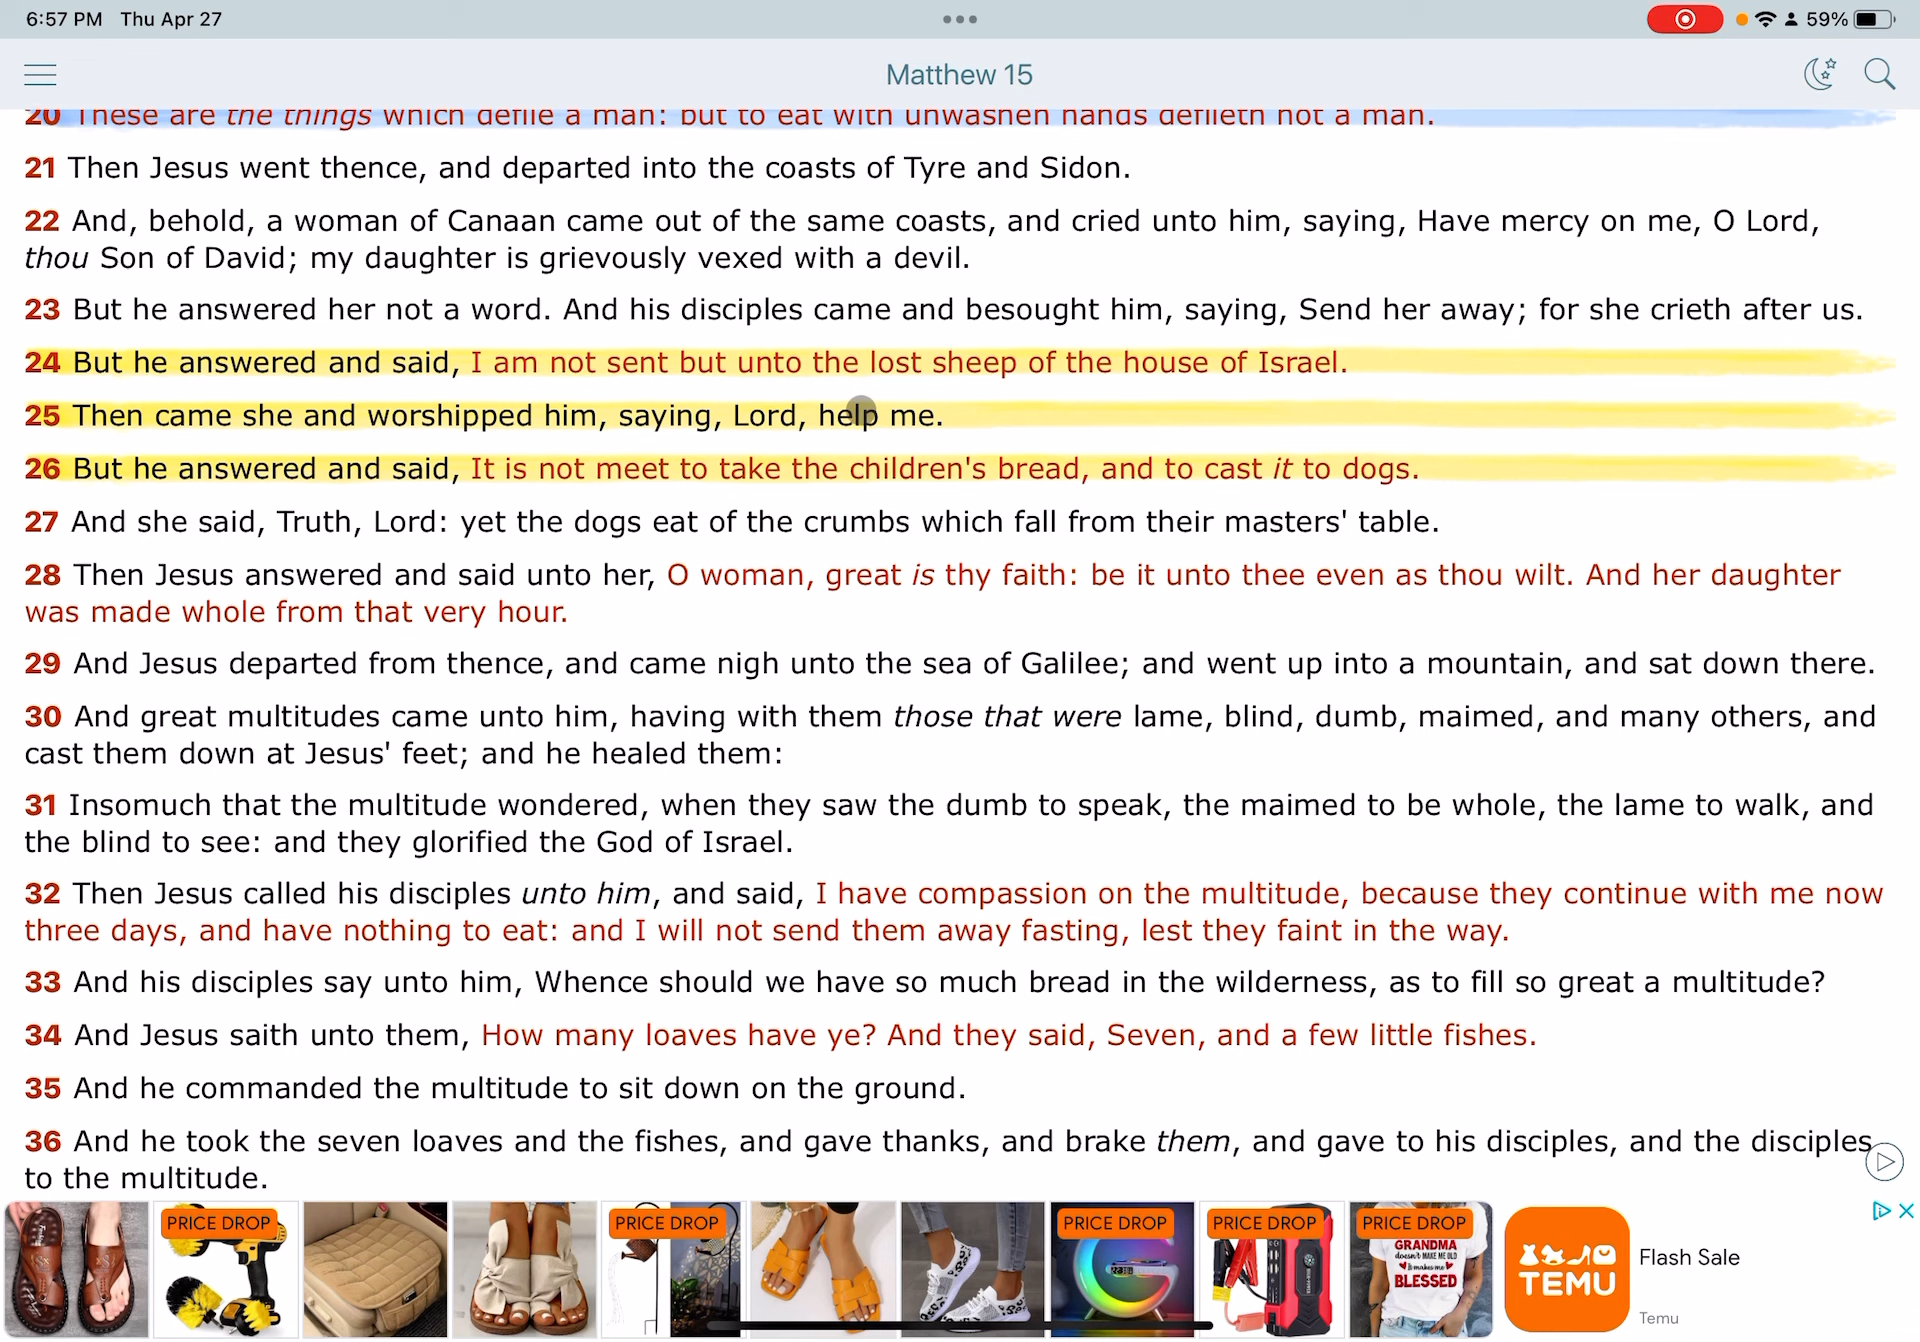 6:57 PM Thu Apr 27
59%
Matthew 15
20 These are the things which defile a man: but to eat with unwashen hands defileth not a man.
21 Then Jesus went thence, and departed into the coasts of Tyre and Sidon.
22 And, behold, a woman of Canaan came out of the same coasts, and cried unto him, saying, Have mercy on me, O Lord,
thou Son of David; my daughter is grievously vexed with a devil.
23 But he answered her not a word. And his disciples came and besought him, saying, Send her away; for she crieth after us.
24 But he answered and said, I am not sent but unto the lost sheep of the house of Israel.
25 Then came she and worshipped him, saying, Lord, help me.
26 But he answered and said, It is not meet to take the children's bread, and to cast it to dogs.
27 And she said, Truth, Lord: yet the dogs eat of the crumbs which fall from their masters' table.
28 Then Jesus answered and said unto her, O woman, great is thy faith: be it unto thee even as thou wilt. And her daughter
was made whole from that very hour.
29 And Jesus departed from thence, and came nigh unto the sea of Galilee; and went up into a mountain, and sat down there.
30 And great multitudes came unto him, having with them those that were lame, blind, dumb, maimed, and many others, and
cast them down at Jesus' feet; and he healed them:
31 Insomuch that the multitude wondered, when they saw the dumb to speak, the maimed to be whole, the lame to walk, and
the blind to see: and they glorified the God of Israel.
32 Then Jesus called his disciples unto him, and said, I have compassion on the multitude, because they continue with me now
three days, and have nothing to eat: and I will not send them away fasting, lest they faint in the way.
33 And his disciples say unto him, Whence should we have so much bread in the wilderness, as to fill so great a multitude?
34 And Jesus saith unto them, How many loaves have ye? And they said, Seven, and a few little fishes.
35 And he commanded the multitude to sit down on the ground.
36 And he took the seven loaves and the fishes, and gave thanks, and brake them, and gave to his disciples, and the disciples
to the multitude.
PRICE DROP
PRICE DROP
PRICE DROP
PRICE DROP
PRICE DROP
GRANDMA
doesn't MAKE ME OLD
it makes me
BLESSED
TEMU
Flash Sale
Temu